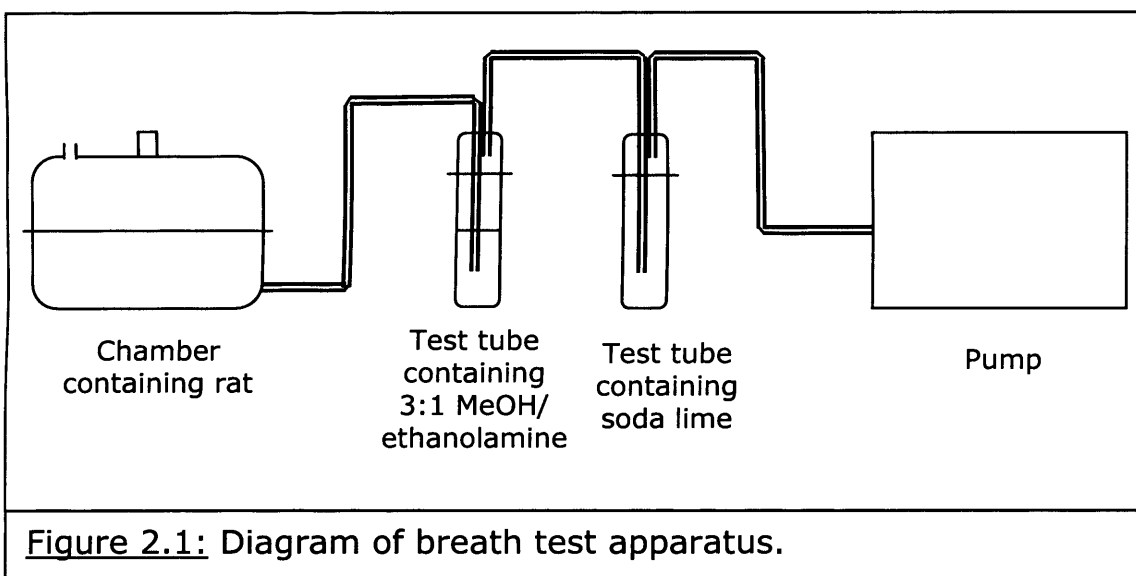 Chamber
containing rat
Test tube
containing
3:1 MeOH/
ethanolamine
Test tube
containing
soda lime
Pump
Figure 2.1: Diagram of breath test apparatus.